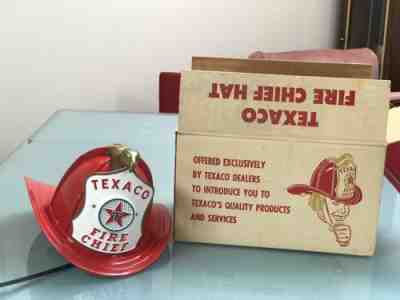 TEXACO
FIRE
CHIEF
FIRE CHIEF HAT
TEXACO
OFFERED EXCLUSIVELY
BY TEXACO DEALERS
TO INTRODUCE YOU TO
TEXACO'S QUALITY PRODUCTS
AND SERVICES